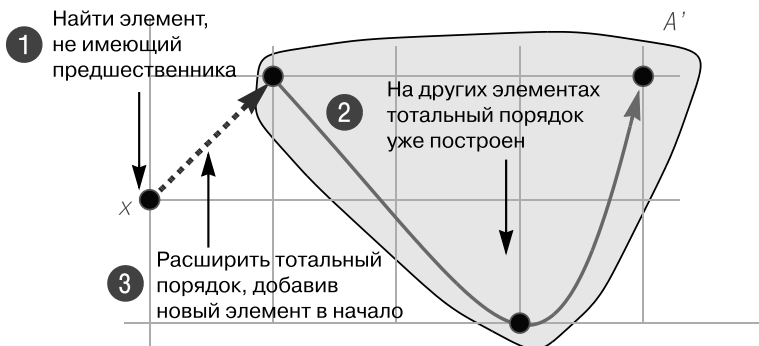 1
Найти элемент,
не имеющий
предшественника
A’
2
На других элементах
тотальный порядок
уже построен
x
3
Расширить тотальный
порядок, добавив
новый элемент в начало